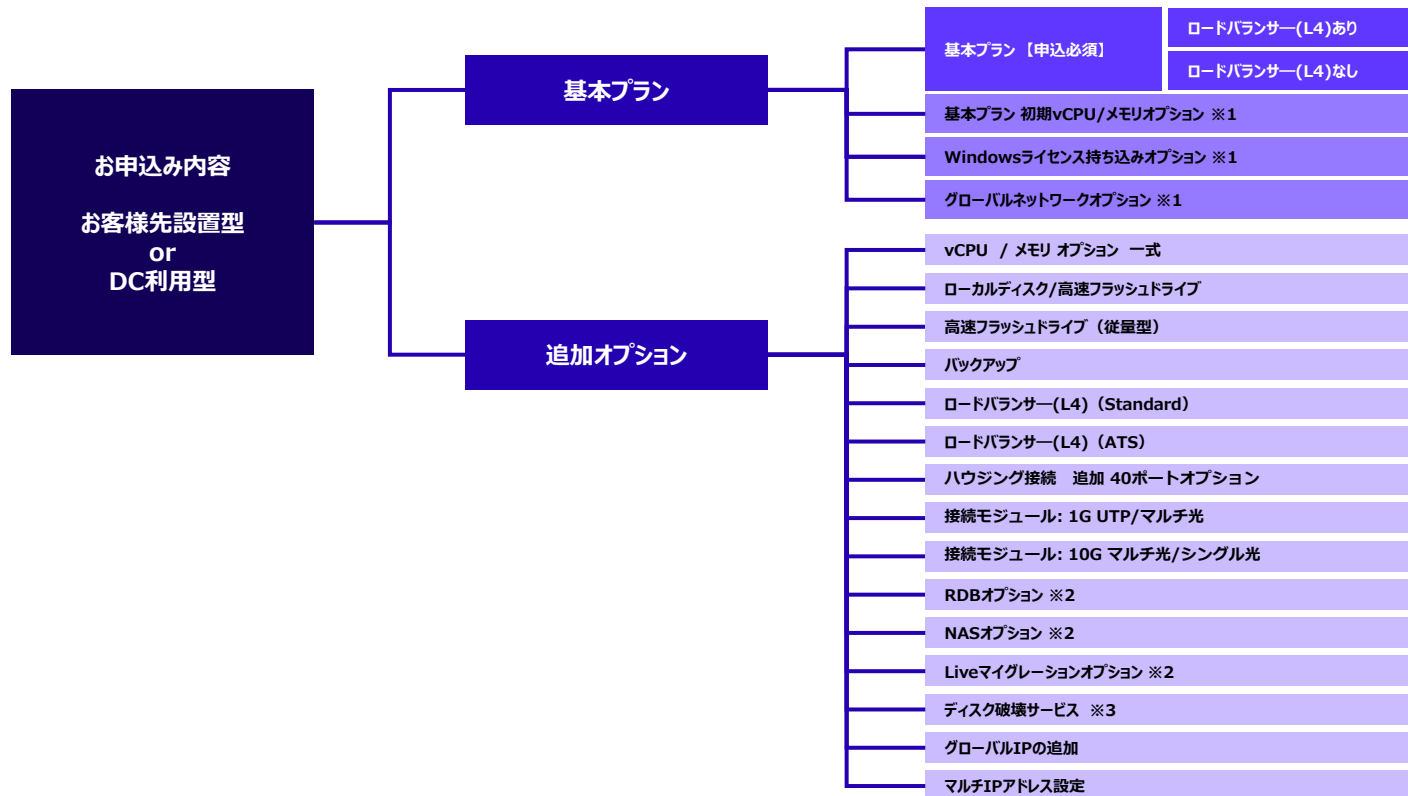 お申込み内容
お客様先設置型
or
DC利用型
基本プラン
追加オプション
基本プラン【申込必須】
ロードバランサ―(L4)あり
ロードバランサ―(L4)なし
基本プラン 初期vCPU/メモリオプション ※1
Windowsライセンス持ち込みオプション ※1
グローバルネットワークオプション ※1
vCPU / メモリ オプション 一式
ローカルディスク/高速フラッシュドライブ
高速フラッシュドライブ（従量型）
バックアップ
ロードバランサ―(L4)（Standard）
ロードバランサ―(L4)（ATS）
ハウジング接続　追加 40ポートオプション
接続モジュール: 1G UTP/マルチ光
接続モジュール: 10G マルチ光/シングル光
RDBオプション ※2
NASオプション ※2
Liveマイグレーションオプション ※2
ディスク破壊サービス ※3
グローバルIPの追加
マルチIPアドレス設定